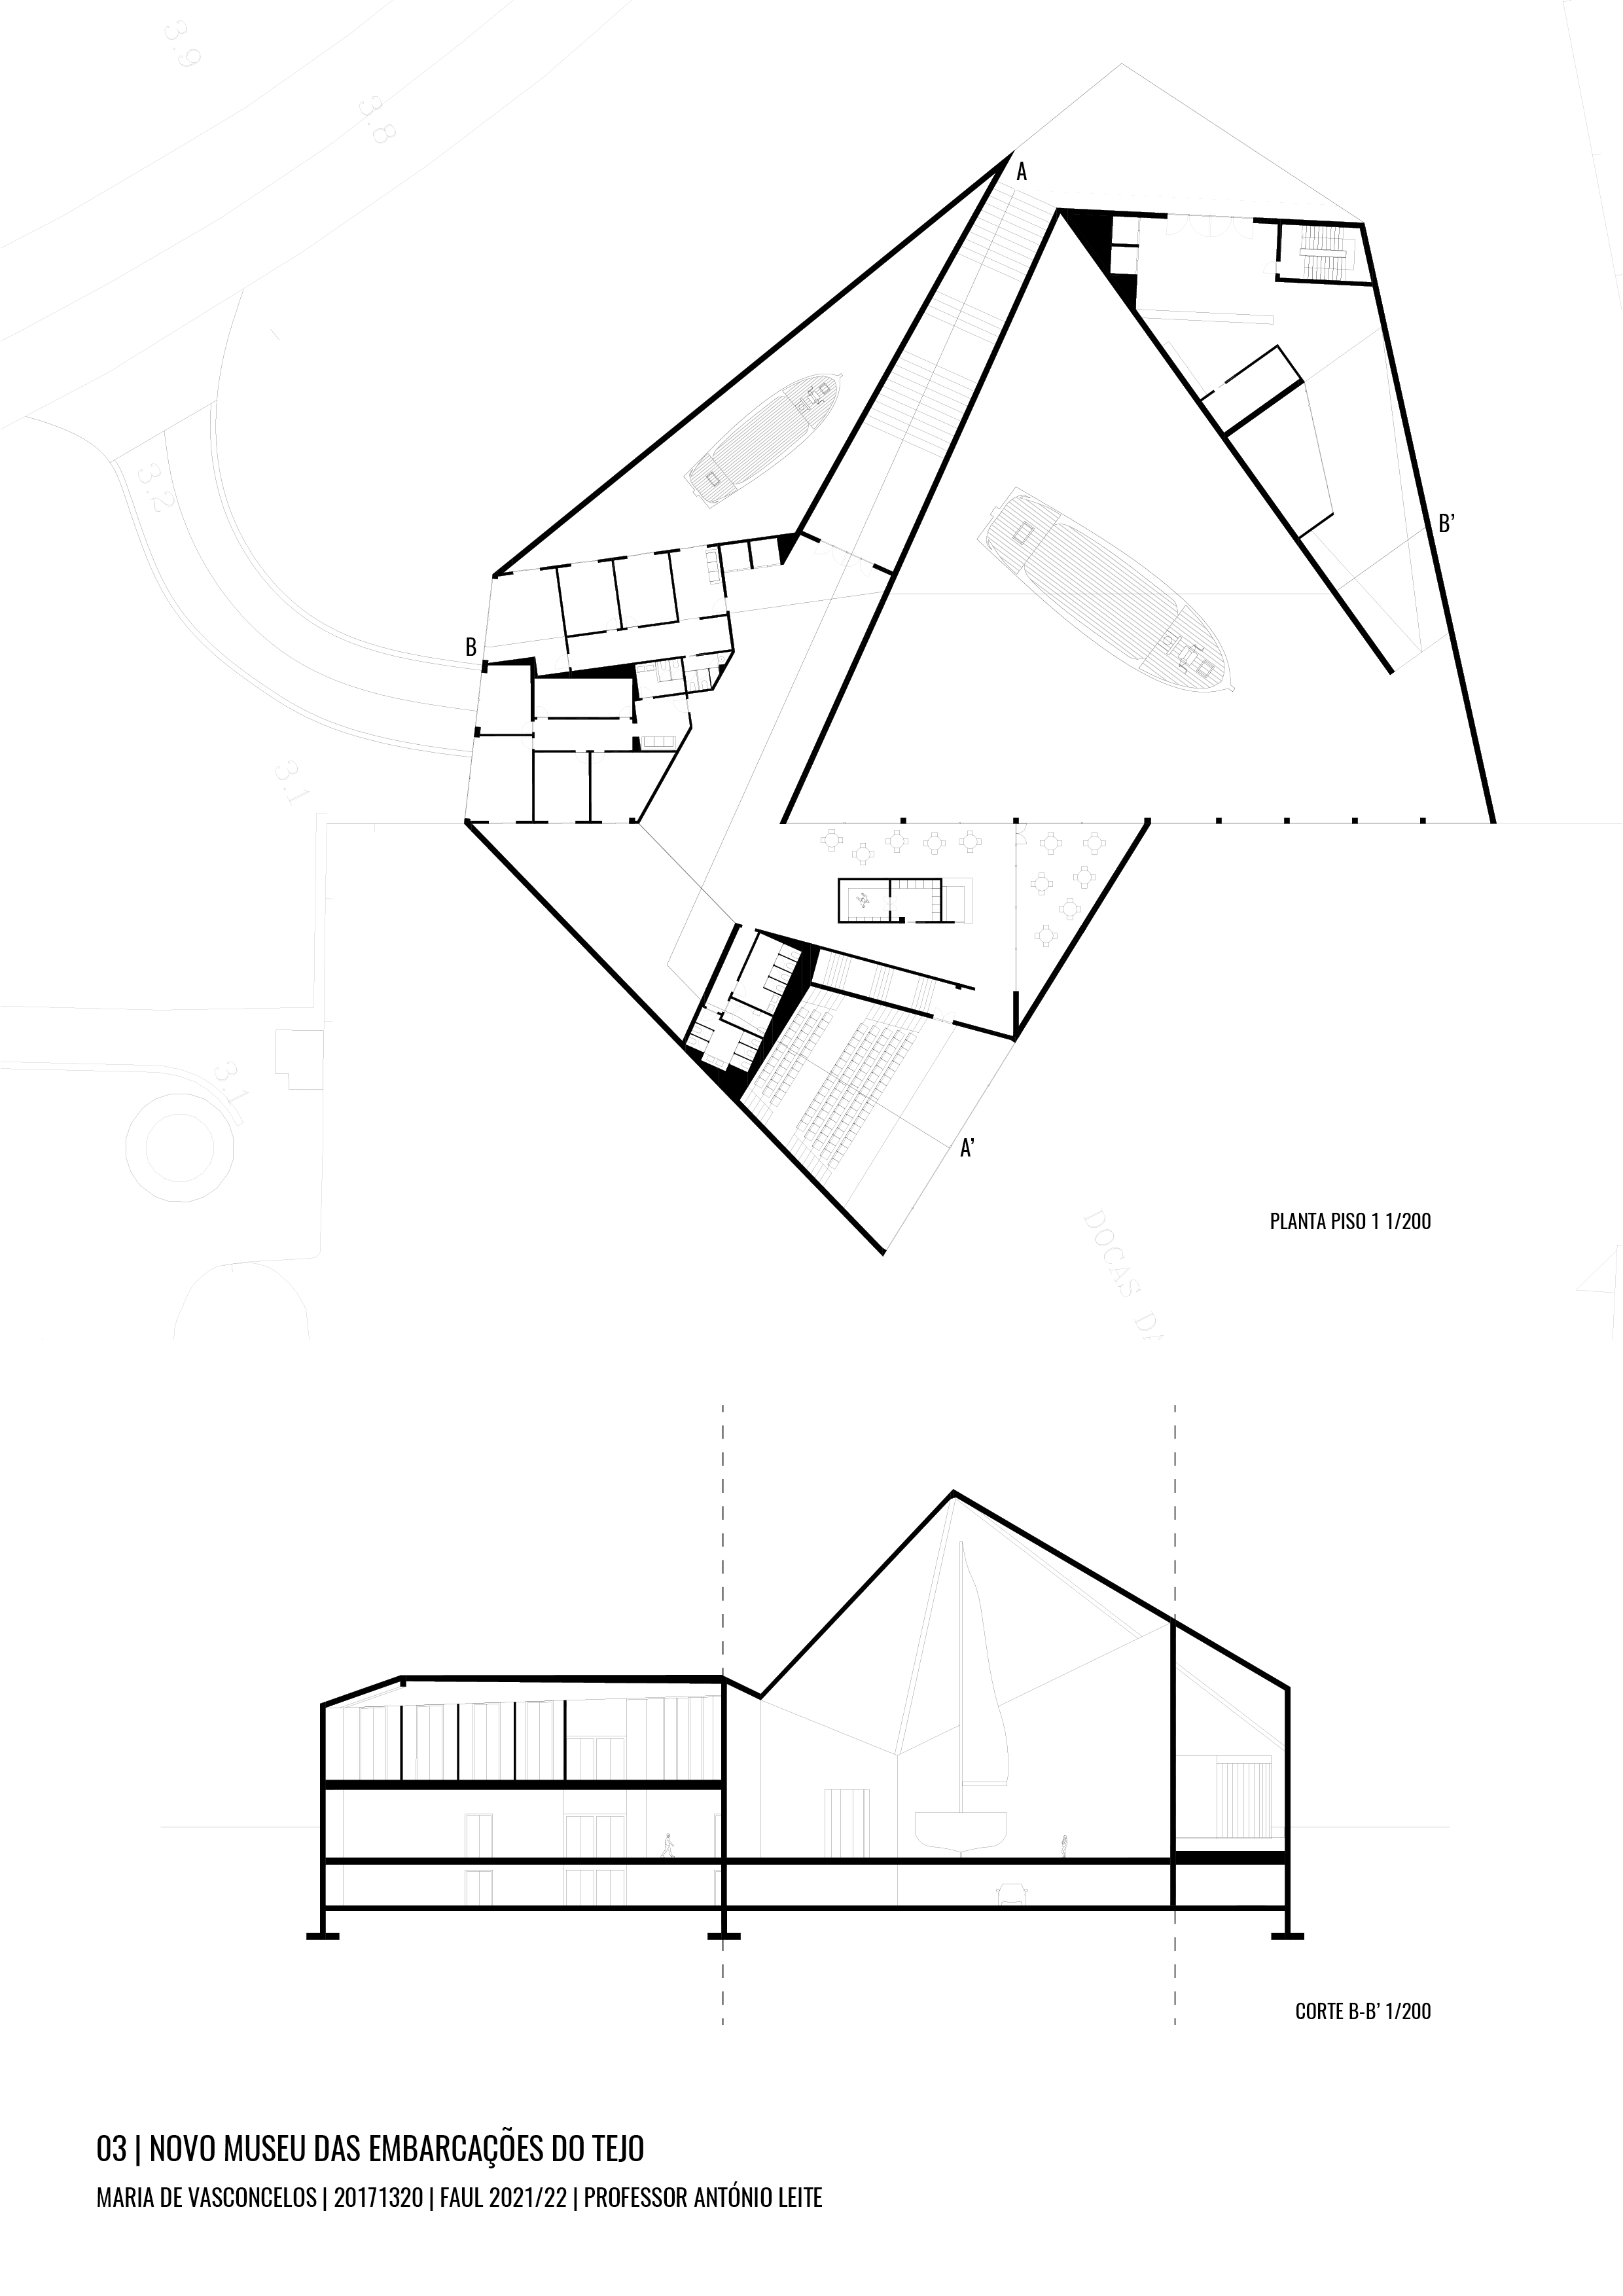 3.9
3.8
A
3.2
B'
B
3.1
3.1
A'
PLANTA PISO 1 1/200
DOCAS DA
CORTE B-B' 1/200
03 | NOVO MUSEU DAS EMBARCAÇÕES DO TEJO
MARIA DE VASCONCELOS | 20171320 | FAUL 2021/22 | PROFESSOR ANTÓNIO LEITE